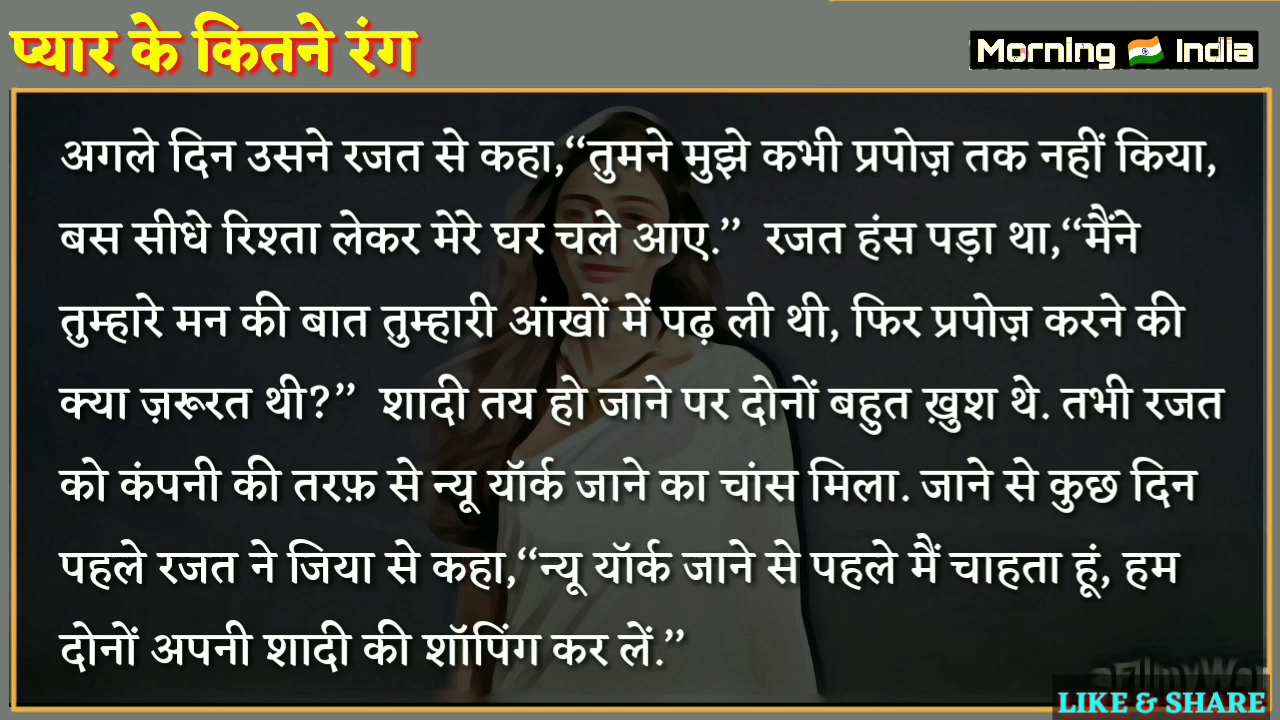 प्यार के कितने रंग
Morning India
अगले दिन उसने रजत से कहा,‘‘तुमने मुझे कभी प्रपोज़ तक नहीं किया,
बस सीधे रिश्ता लेकर मेरे घर चले आए.’’ रजत हंस पड़ा था,‘‘मैंने
तुम्हारे मन की बात तुम्हारी आंखों में पढ़ ली थी, फिर प्रपोज़ करने की
क्या ज़रूरत थी?’’ शादी तय हो जाने पर दोनों बहुत ख़ुश थे. तभी रजत
को कंपनी की तरफ़ से न्यू यॉर्क जाने का चांस मिला. जाने से कुछ दिन
पहले रजत ने जिया से कहा,‘‘न्यू यॉर्क जाने से पहले मैं चाहता हूं, हम
दोनों अपनी शादी की शॉपिंग कर लें.’’
LIKE & SHARE